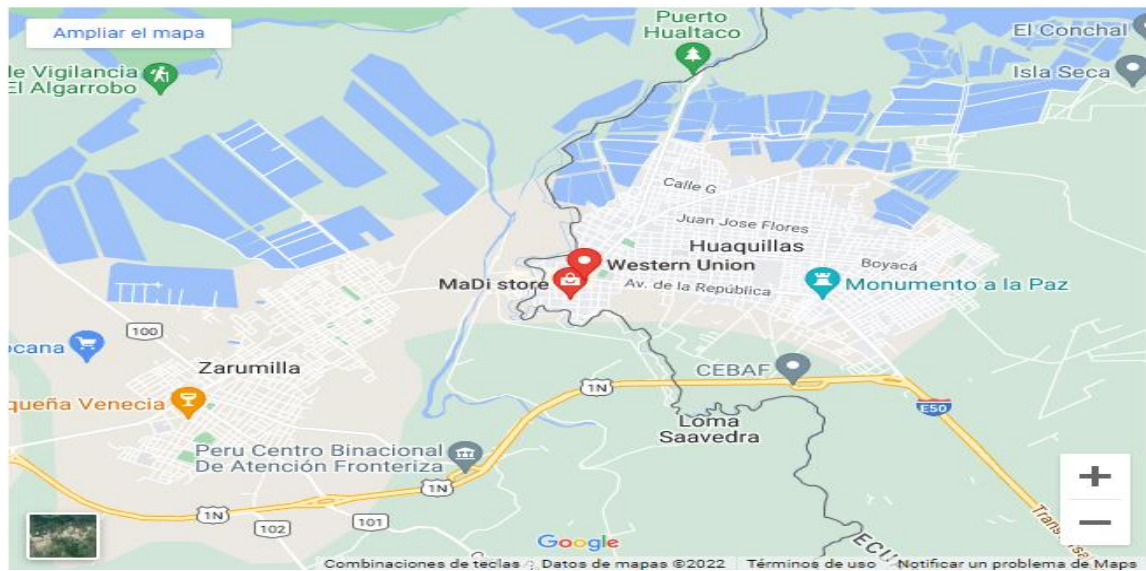 Ampliar el mapa
Puerto
Hualtaco
El Conchal
Isla Seca
le Vigilancia
El Algarrobo
Calle G
Juan Jose Flores
Huaquillas
Boyacá
Western Union
MaDi store
Av. de la República
Monumento a la Paz
100
ocana
Zarumilla
CEBAF
1N
queña Venecia
E50
Loma
Saavedra
Peru Centro Binacional
De Atención Fronteriza
1N
1N
102
101
Google
ECU
Combinaciones de teclas
Datos de mapas ©2022
Términos de uso
Notificar un problema de Maps